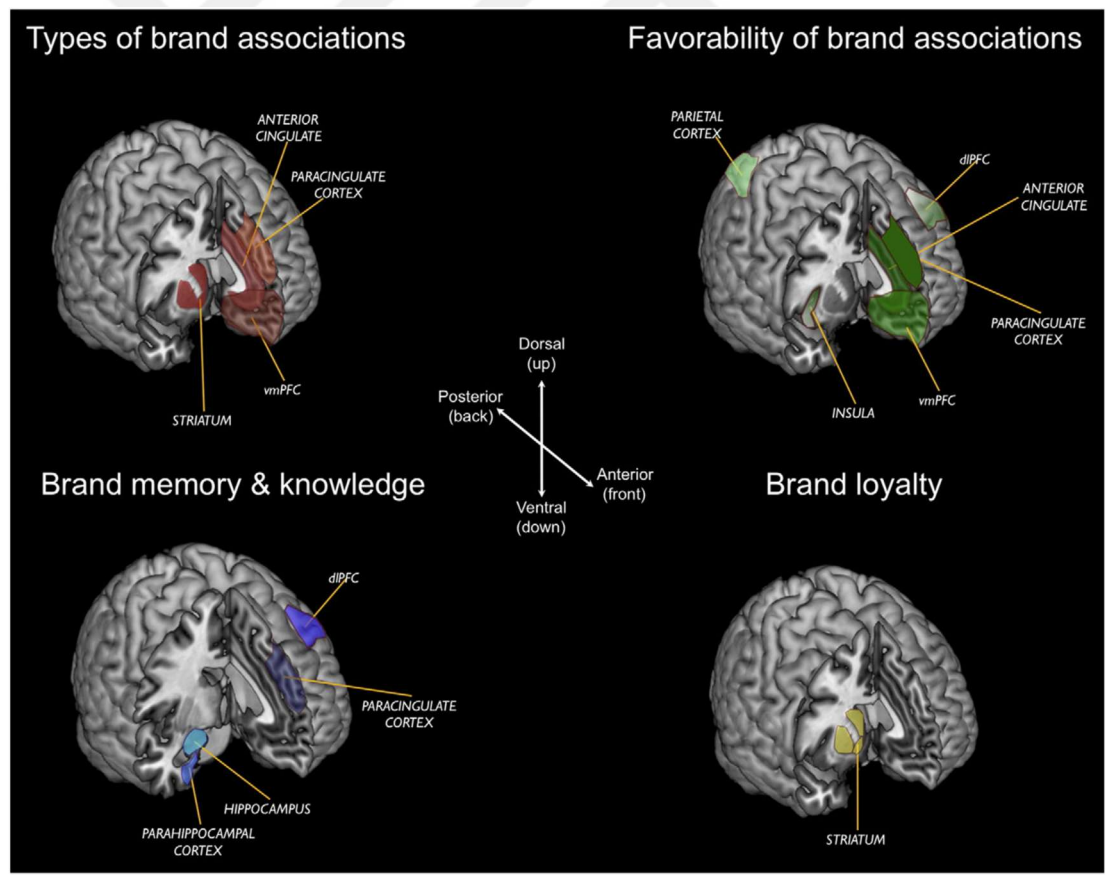 Types of brand associations
ANTERIOR
CINGULATE
PARACINGULATE
CORTEX
vmPFC
STRIATUM
Favorability of brand associations
PARIETAL
CORTEX
dlPFC
ANTERIOR
CINGULATE
PARACINGULATE
CORTEX
vmPFC
INSULA
Dorsal
(up)
Posterior
(back)
Anterior
(front)
Ventral
(down)
Brand memory & knowledge
dlPFC
PARACINGULATE
CORTEX
HIPPOCAMPUS
PARAHIPPOCAMPAL
CORTEX
Brand loyalty
STRIATUM